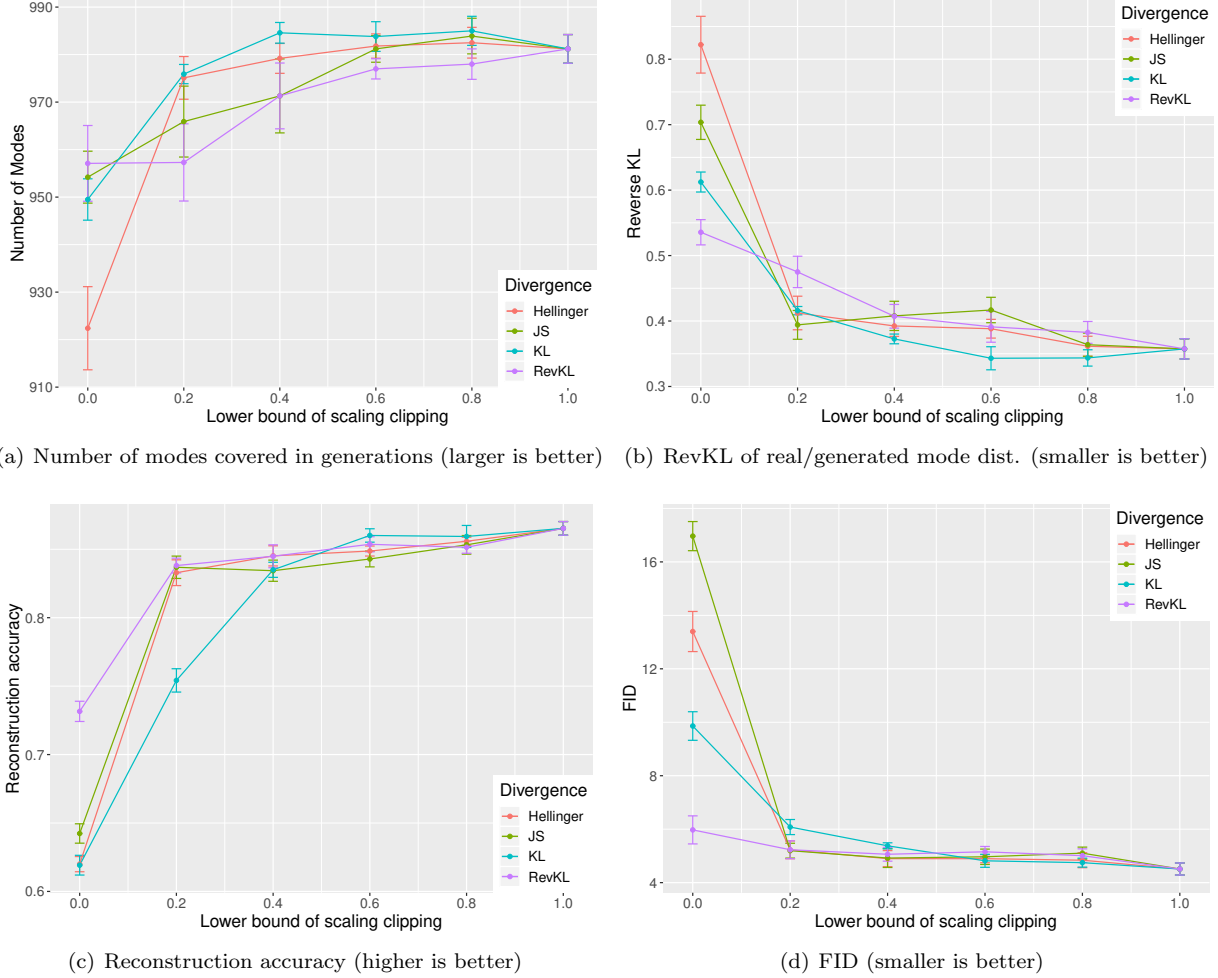 990
970
950
930
910
Number of Modes
Divergence
Hellinger
JS
KL
RevKL
0.0 0.2 0.4 0.6 0.8 1.0
Lower bound of scaling clipping
a) Number of modes covered in generations (larger is better)
0.8
0.7
0.6
0.5
0.4
0.3
Reverse KL
Divergence
Hellinger
JS
KL
RevKL
0.0 0.2 0.4 0.6 0.8 1.0
Lower bound of scaling clipping
(b) RevKL of real/generated mode dist. (smaller is better)
0.8
0.7
0.6
Reconstruction accuracy
Divergence
Hellinger
JS
KL
RevKL
0.0 0.2 0.4 0.6 0.8 1.0
Lower bound of scaling clipping
(c) Reconstruction accuracy (higher is better)
16
12
8
4
FID
Divergence
Hellinger
JS
KL
RevKL
0.0 0.2 0.4 0.6 0.8 1.0
Lower bound of scaling clipping
(d) FID (smaller is better)